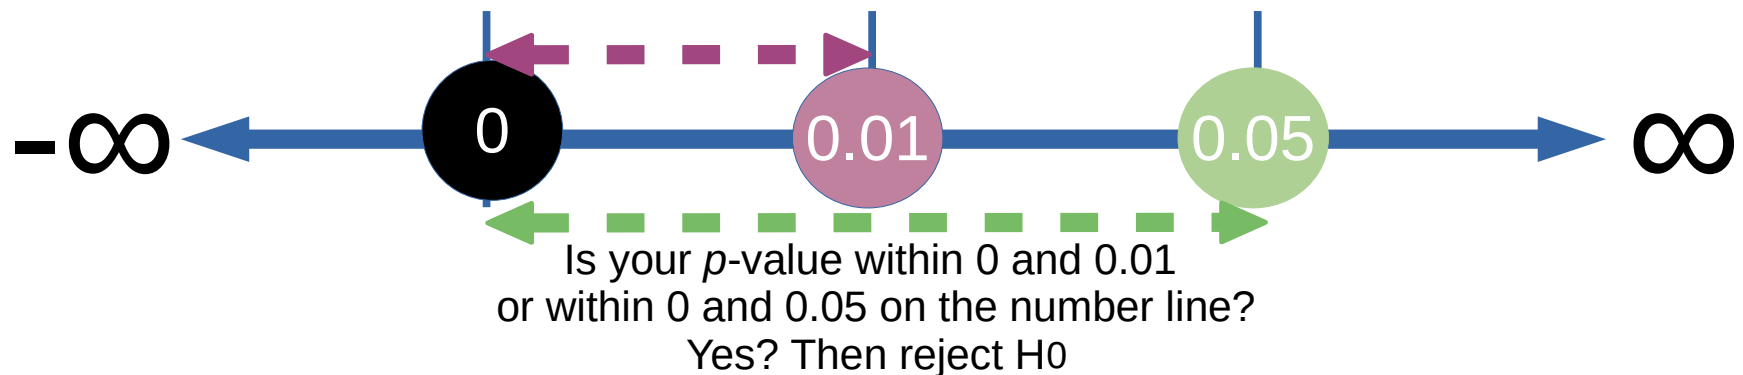 -∞ 0 0.01 0.05 ∞
Is your p-value within 0 and 0.01
or within 0 and 0.05 on the number line?
Yes? Then reject H0